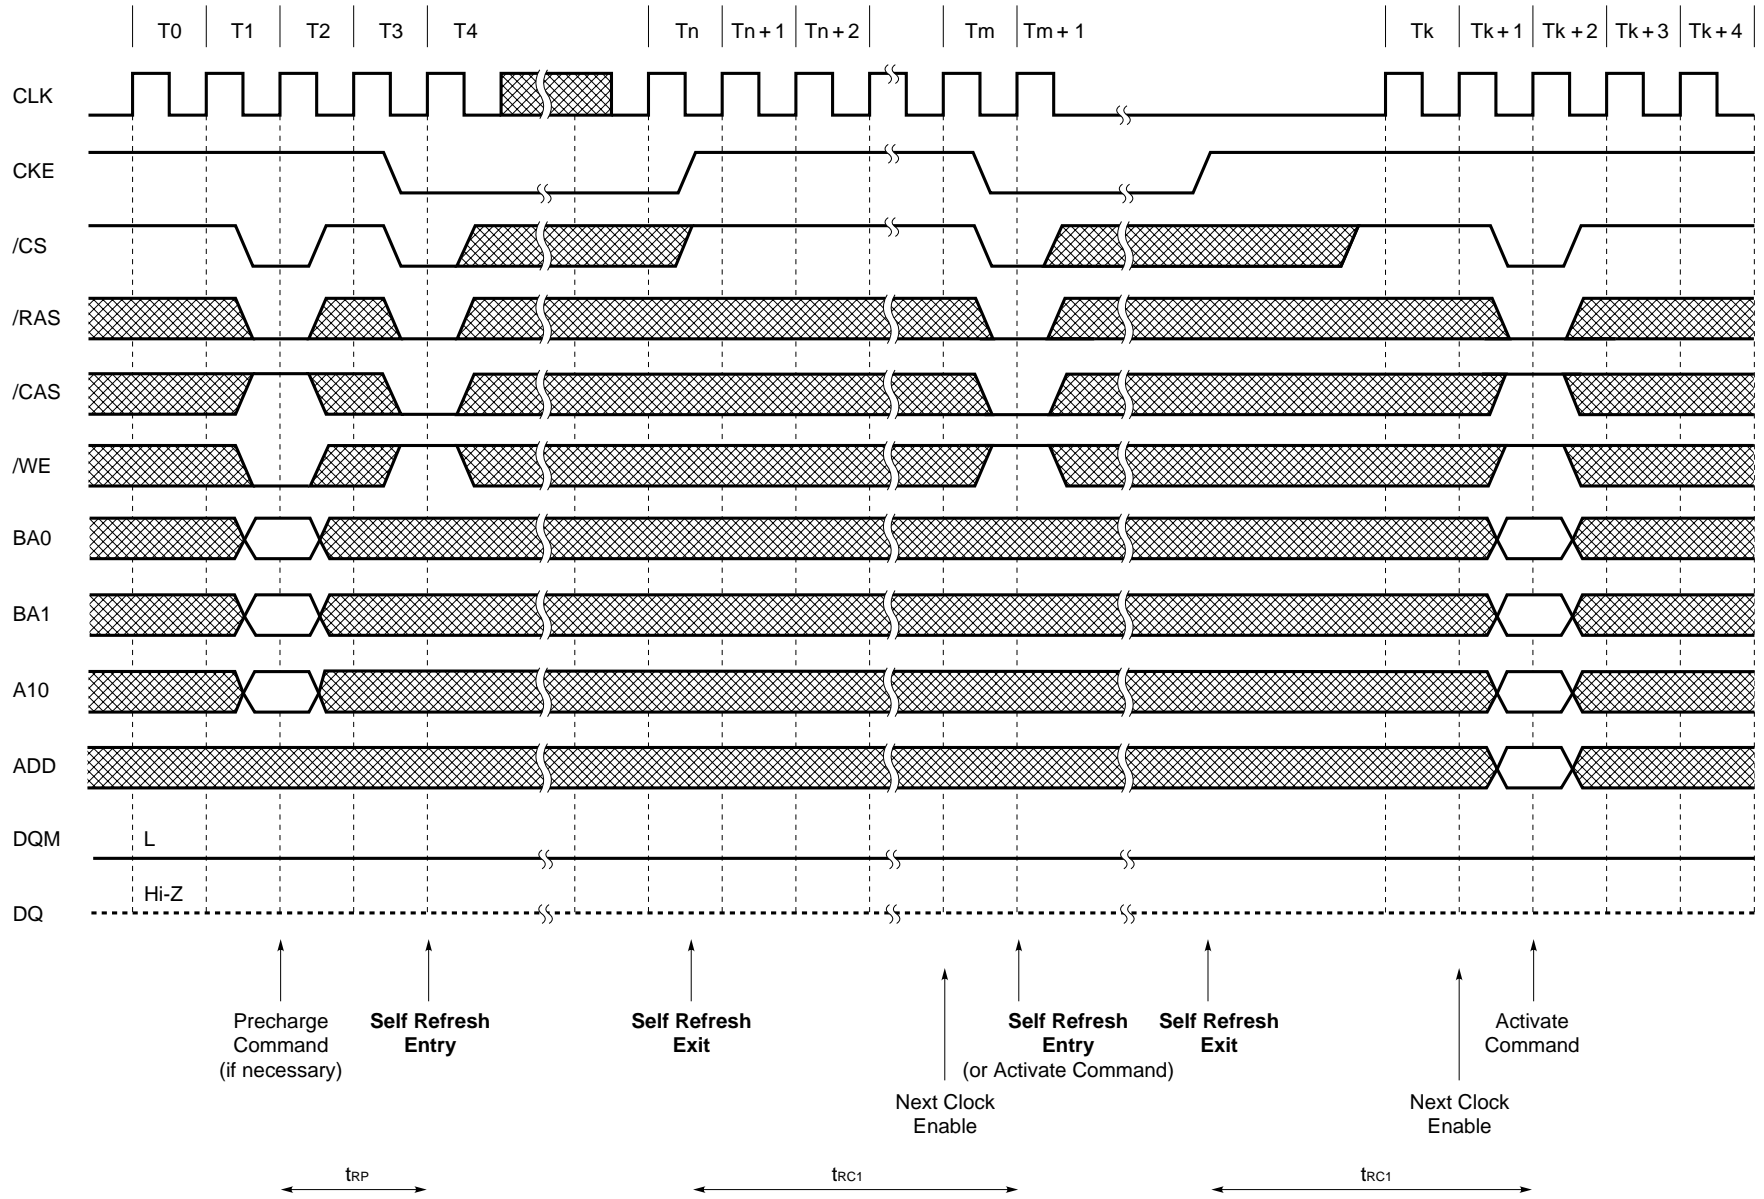 T0 T1 T2 T3 T4 Tn Tn + 1 Tn + 2 Tm Tm + 1 Tk Tk + 1 Tk + 2 Tk + 3 Tk + 4
CLK
CKE
/CS
/RAS
/CAS
/WE
BA0
BA1
A10
ADD
DQM L
Hi-Z
DQ
Precharge
Command
(if necessary)
Self Refresh
Entry
Self Refresh
Exit
Next Clock
Enable
Self Refresh
Entry
(or Activate Command)
Self Refresh
Exit
Next Clock
Enable
Activate
Command
tRP tRC1 tRC1